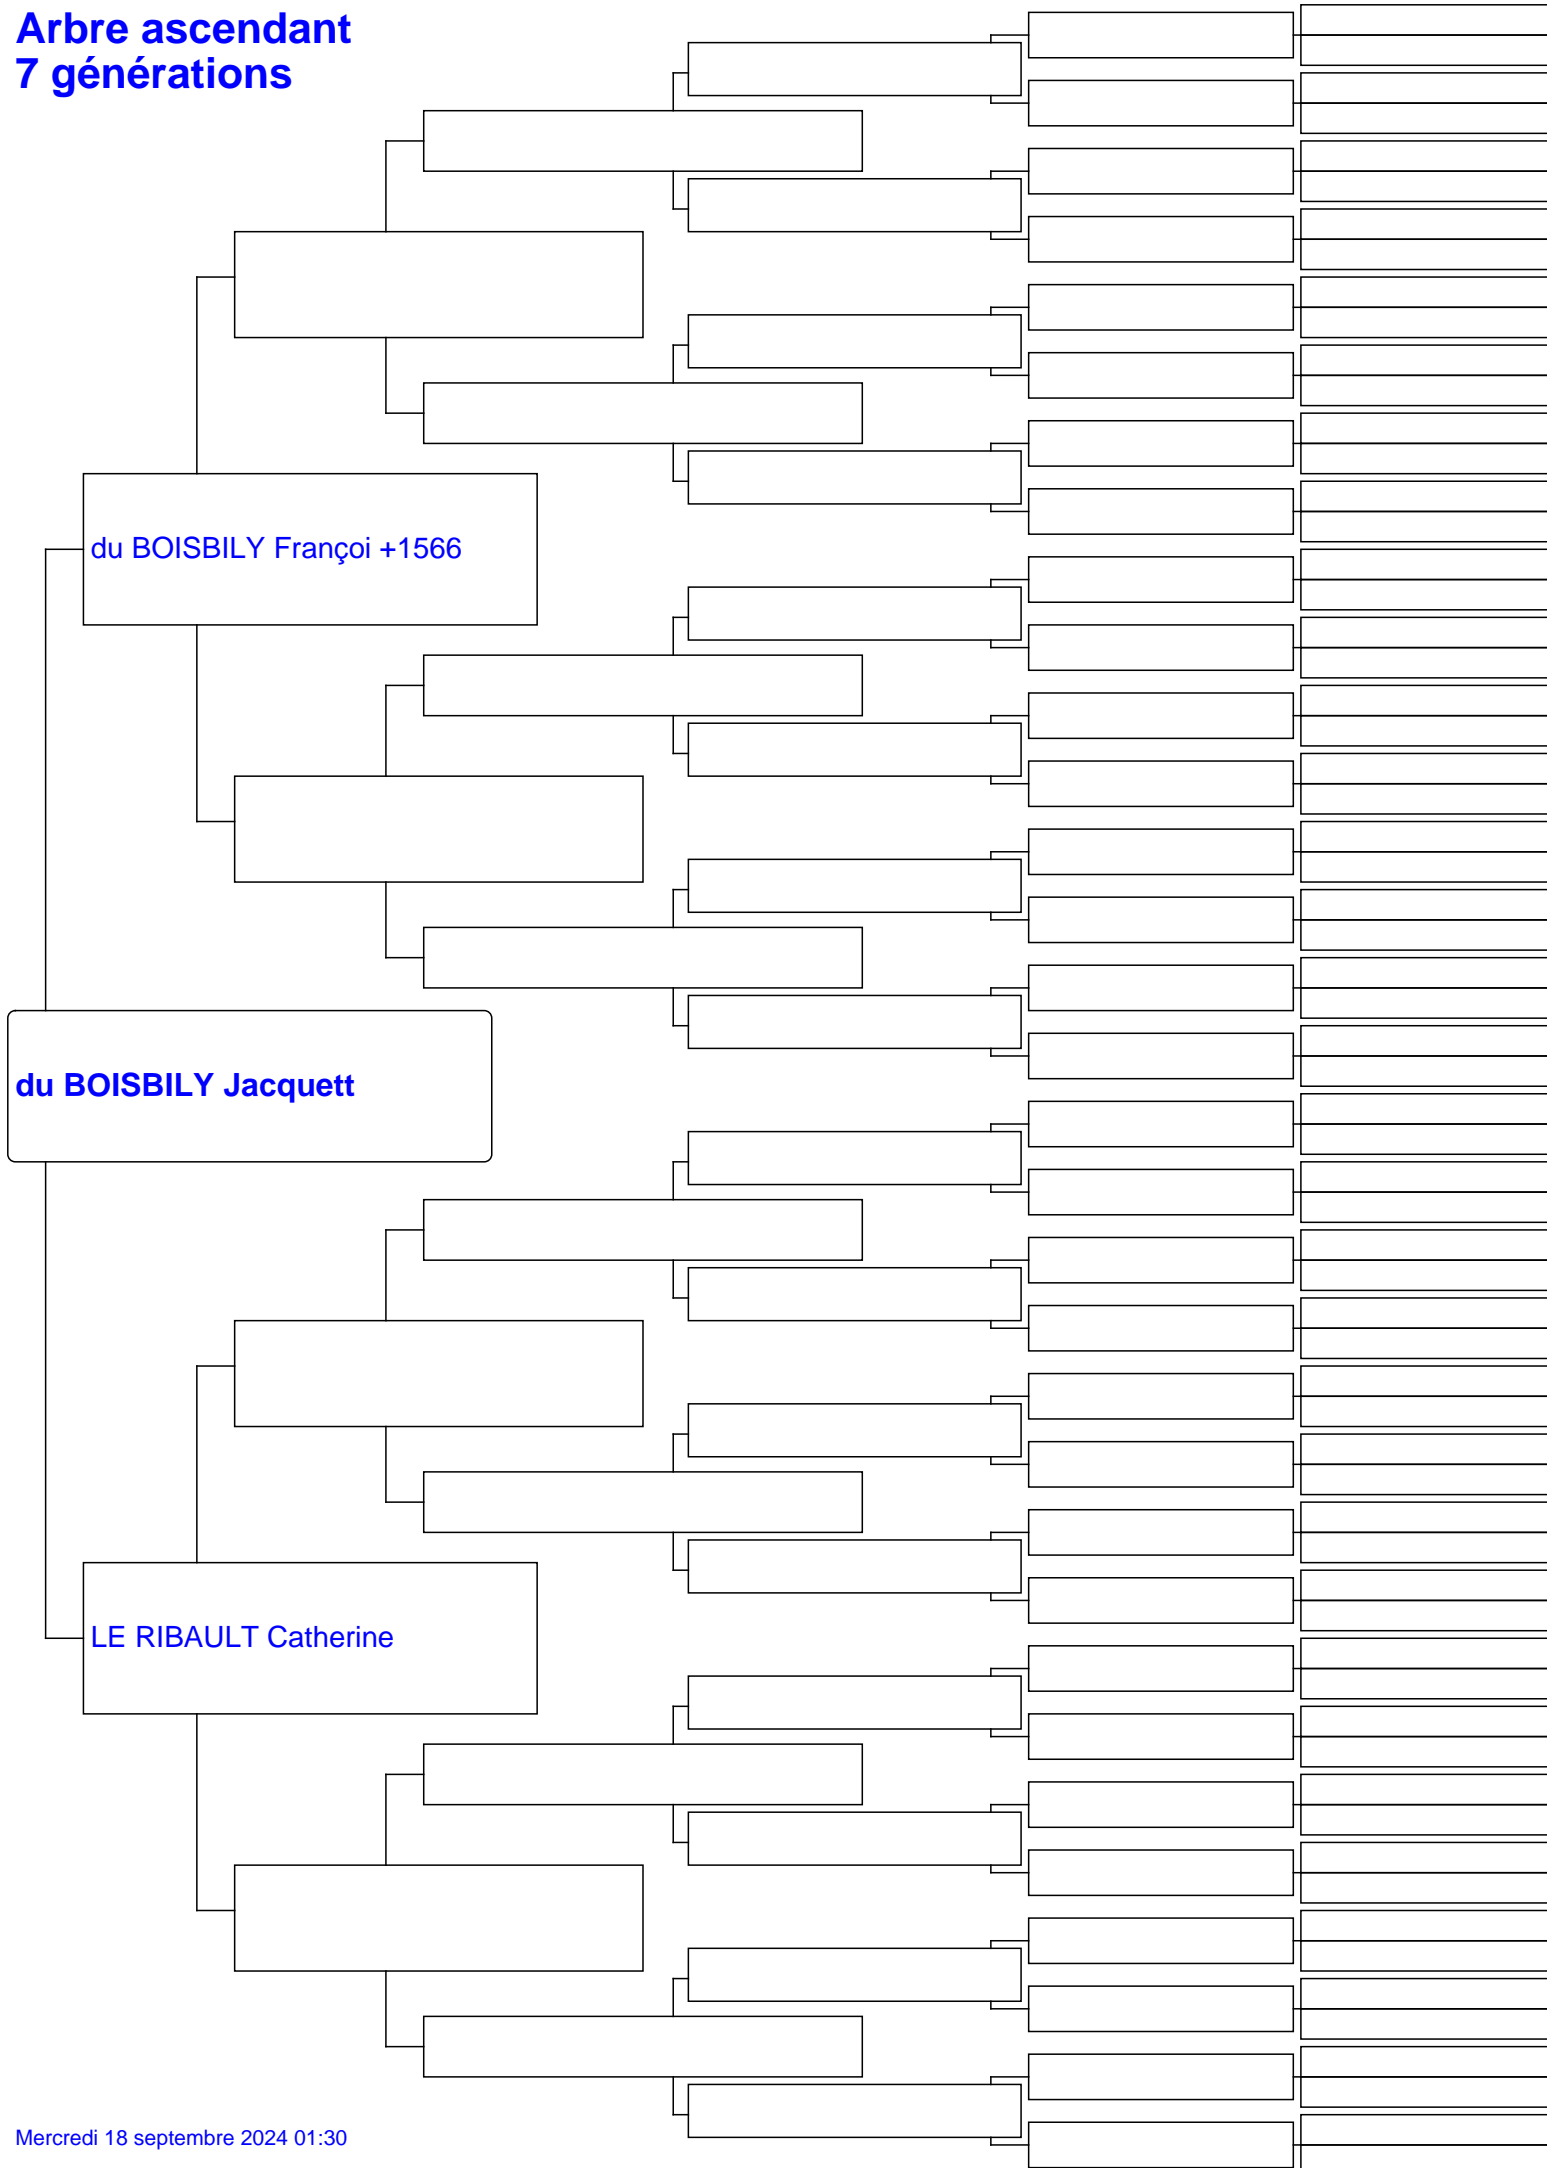 Arbre ascendant
7 générations
du BOISBILY Françoi +1566
du BOISBILY Jacquett
LE RIBAULT Catherine
Mercredi 18 septembre 2024 01:30